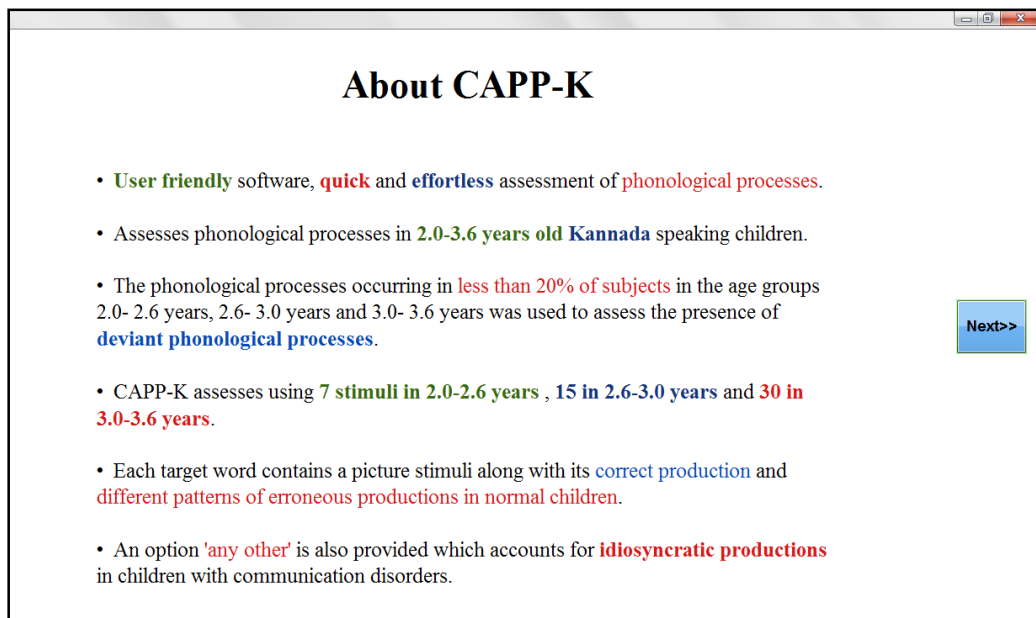 About CAPP-K
• User friendly software, quick and effortless assessment of phonological processes.
• Assesses phonological processes in 2.0-3.6 years old Kannada speaking children.
• The phonological processes occurring in less than 20% of subjects in the age groups
2.0- 2.6 years, 2.6- 3.0 years and 3.0- 3.6 years was used to assess the presence of
deviant phonological processes.
Next>>
• CAPP-K assesses using 7 stimuli in 2.0-2.6 years , 15 in 2.6-3.0 years and 30 in
3.0-3.6 years.
• Each target word contains a picture stimuli along with its correct production and
different patterns of erroneous productions in normal children.
• An option 'any other' is also provided which accounts for idiosyncratic productions
in children with communication disorders.